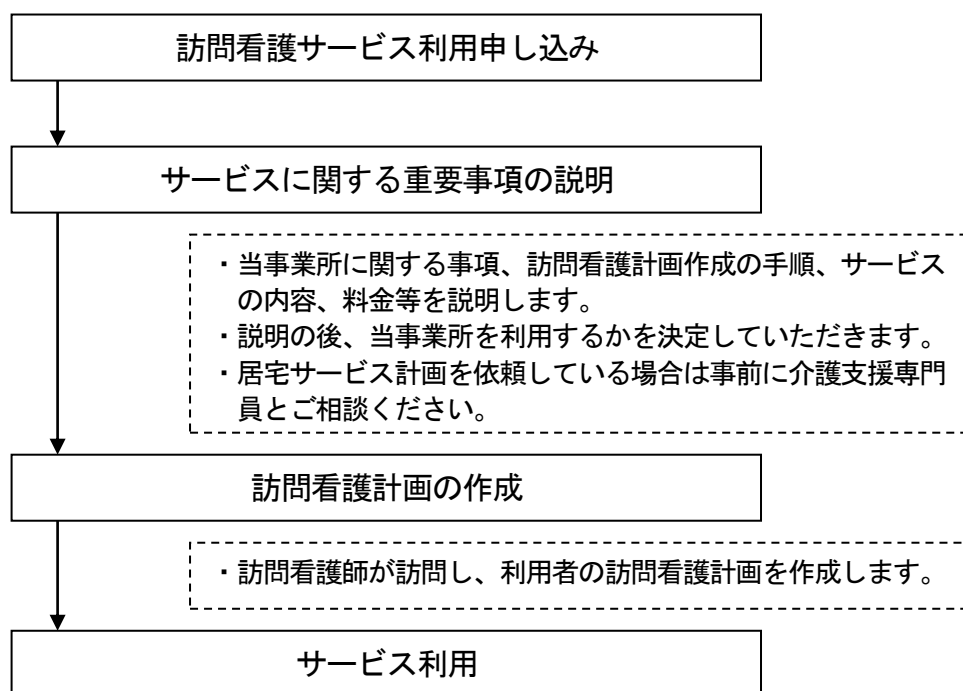 訪問看護サービス利用申し込み
サービスに関する重要事項の説明
・当事業所に関する事項、訪問看護計画作成の手順、サービス
の内容、料金等を説明します。
・説明の後、当事業所を利用するかを決定していただきます。
・居宅サービス計画を依頼している場合は事前に介護支援専門
員とご相談ください。
訪問看護計画の作成
・訪問看護師が訪問し、利用者の訪問看護計画を作成します。
サービス利用